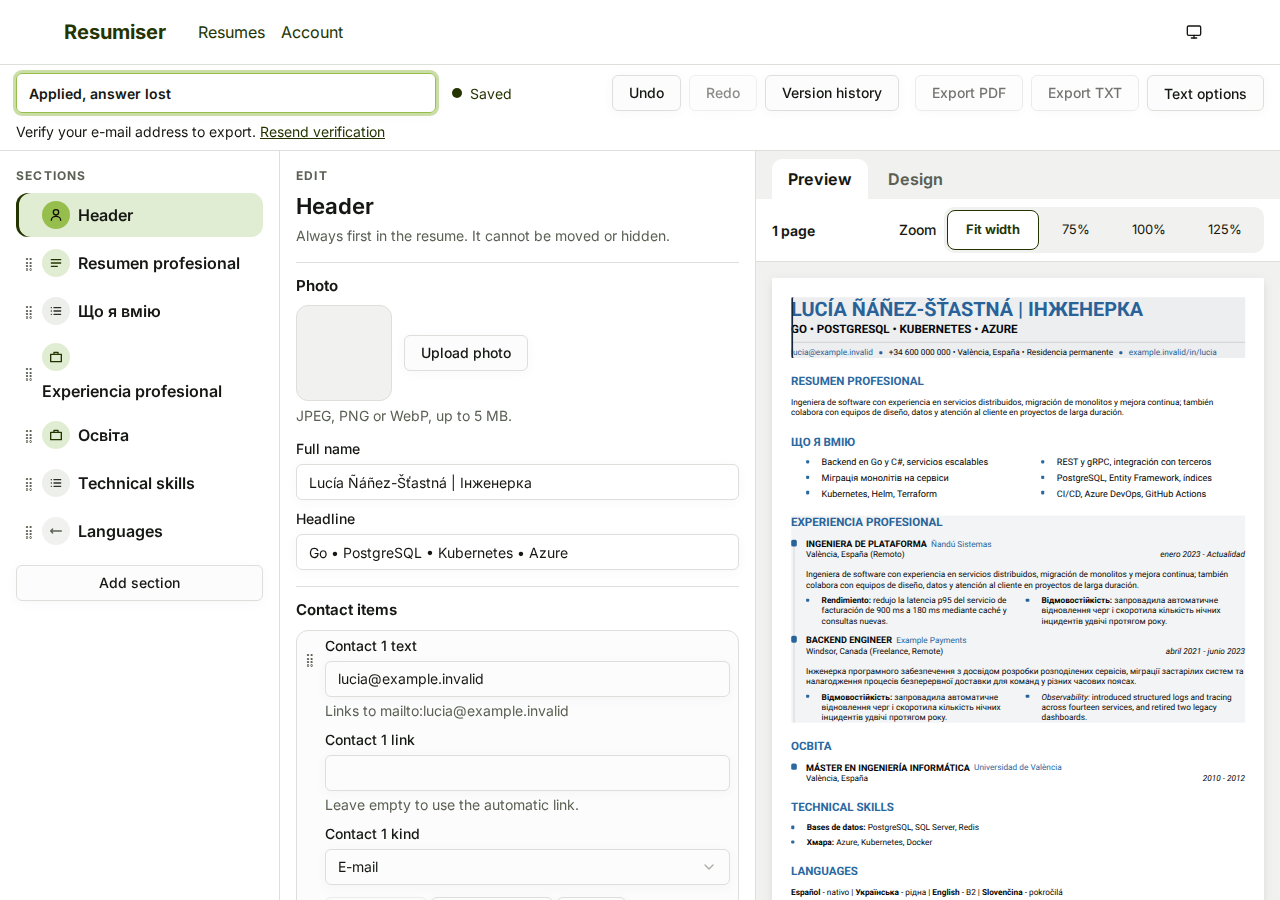 Resumiser
Resumes
Account
Applied, answer lost
Saved
Undo
Redo
Version history
Export PDF
Export TXT
Text options
Verify your e-mail address to export. Resend verification
SECTIONS
Header
Resumen profesional
Що я вмію
Experiencia profesional
Освіта
Technical skills
Languages
Add section
EDIT
Header
Always first in the resume. It cannot be moved or hidden.
Photo
Upload photo
JPEG, PNG or WebP, up to 5 MB.
Full name
Lucía Ñáñez-Šťastná | Інженерка
Headline
Go • PostgreSQL • Kubernetes • Azure
Contact items
Contact 1 text
lucia@example.invalid
Links to mailto:lucia@example.invalid
Contact 1 link
Leave empty to use the automatic link.
Contact 1 kind
E-mail
Preview
Design
1 page
Zoom
Fit width
75%
100%
125%
LUCÍA ÑÁÑEZ-ŠŤASTNÁ | ІНЖЕНЕРКА
GO • POSTGRESQL • KUBERNETES • AZURE
lucia@example.invalid • +34 600 000 000 • València, España • Residencia permanente • example.invalid/in/lucia
RESUMEN PROFESIONAL
Ingeniera de software con experiencia en servicios distribuidos, migración de monolitos y mejora continua; también
colabora con equipos de diseño, datos y atención al cliente en proyectos de larga duración.
ЩО Я ВМІЮ
Backend en Go y C#, servicios escalables
Міграція монолітів на сервіси
Kubernetes, Helm, Terraform
REST y gRPC, integración con terceros
PostgreSQL, Entity Framework, índices
CI/CD, Azure DevOps, GitHub Actions
EXPERIENCIA PROFESIONAL
INGENIERA DE PLATAFORMA Ñandú Sistemas
València, España (Remoto)
enero 2023 - Actualidad
Ingeniera de software con experiencia en servicios distribuidos, migración de monolitos y mejora continua; también
colabora con equipos de diseño, datos y atención al cliente en proyectos de larga duración.
Rendimiento: redujo la latencia p95 del servicio de
facturación de 900 ms a 180 ms mediante caché y
consultas nuevas.
Відмовостійкість: запровадила автоматичне
відновлення черг і скоротила кількість нічних
інцидентів удвічі протягом року.
BACKEND ENGINEER Example Payments
Windsor, Canada (Freelance, Remote)
abril 2021 - junio 2023
Інженерка програмного забезпечення з досвідом розробки розподілених сервісів, міграції застарілих систем та
налагодження процесів безперервної доставки для команд у різних часових поясах.
Відмовостійкість: запровадила автоматичне
відновлення черг і скоротила кількість нічних
інцидентів удвічі протягом року.
Observability: introduced structured logs and tracing
across fourteen services, and retired two legacy
dashboards.
ОСВІТА
MÁSTER EN INGENIERÍA INFORMÁTICA Universidad de València
València, España
2010 - 2012
TECHNICAL SKILLS
Bases de datos: PostgreSQL, SQL Server, Redis
Хмара: Azure, Kubernetes, Docker
LANGUAGES
Español - nativo | Українська - рідна | English - B2 | Slovenčina - pokročilá